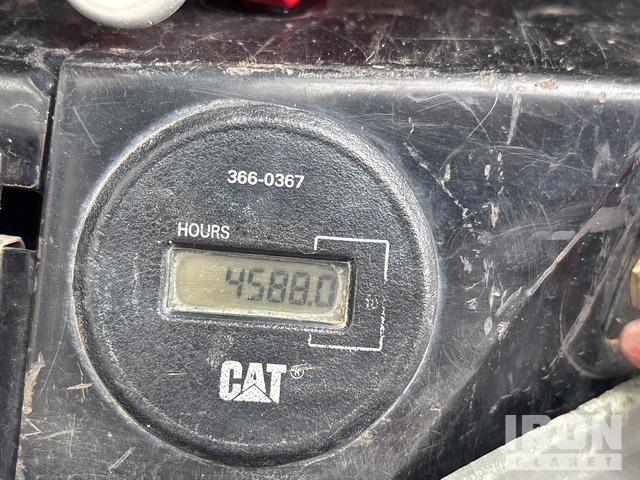 366-0367
HOURS
4588.0
CAT®
IRON
PLANET